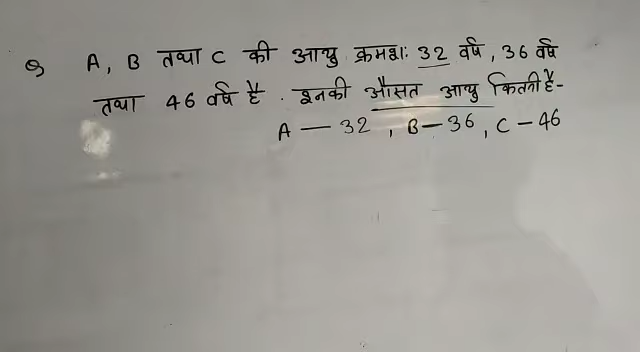 Q A, B तथा C की आयु क्रमशः 32 वर्ष, 36 वर्ष
तथा 46 वर्ष है. इनकी औसत आयु कितनी है-
A - 32, B - 36, C - 46